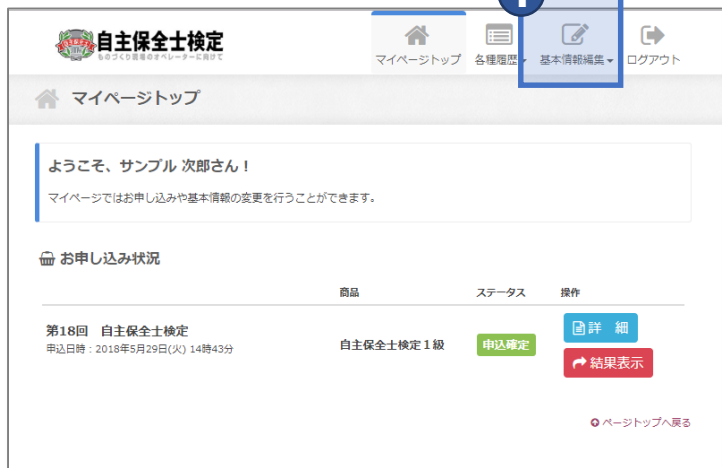 1
自主保全士検定
ものづくり現場のオペレーターに向けて
マイページトップ 各種履歴 基本情報編集 ログアウト
マイページトップ
ようこそ、サンプル 次郎さん！
マイページではお申し込みや基本情報の変更を行うことができます。
お申し込み状況
商品 ステータス 操作
第18回 自主保全士検定
申込日時：2018年5月29日(火) 14時43分
自主保全士検定１級
申込確定
詳 細
結果表示
ページトップへ戻る